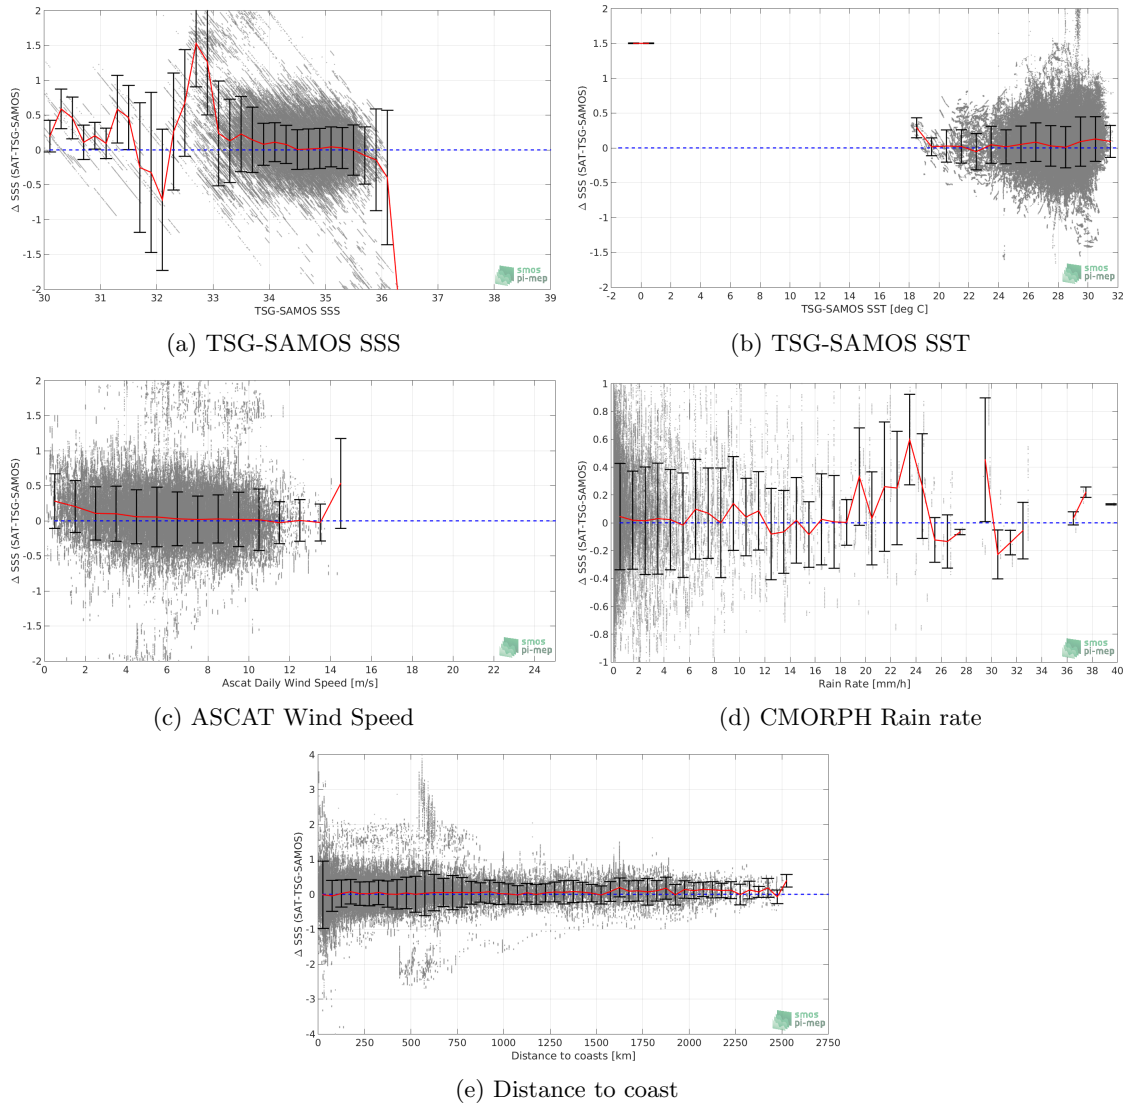 2
1.5
1
0.5
0
-0.5
-1
-1.5
-2
Δ SSS (SAT-TSG-SAMOS)
30 31 32 33 34 35 36 37 38 39
TSG-SAMOS SSS
smos
pi-mep
(a) TSG-SAMOS SSS
2
1.5
1
0.5
0
-0.5
-1
-1.5
-2
Δ SSS (SAT-TSG-SAMOS)
-2 0 2 4 6 8 10 12 14 16 18 20 22 24 26 28 30 32
TSG-SAMOS SST [deg C]
smos
pi-mep
(b) TSG-SAMOS SST
2
1.5
1
0.5
0
-0.5
-1
-1.5
-2
Δ SSS (SAT-TSG-SAMOS)
0 2 4 6 8 10 12 14 16 18 20 22 24
Ascat Daily Wind Speed [m/s]
smos
pi-mep
(c) ASCAT Wind Speed
1
0.8
0.6
0.4
0.2
0
-0.2
-0.4
-0.6
-0.8
-1
Δ SSS (SAT-TSG-SAMOS)
0 2 4 6 8 10 12 14 16 18 20 22 24 26 28 30 32 34 36 38 40
Rain Rate [mm/h]
smos
pi-mep
(d) CMORPH Rain rate
4
3
2
1
0
-1
-2
-3
-4
Δ SSS (SAT-TSG-SAMOS)
0 250 500 750 1000 1250 1500 1750 2000 2250 2500 2750
Distance to coasts [km]
smos
pi-mep
(e) Distance to coast